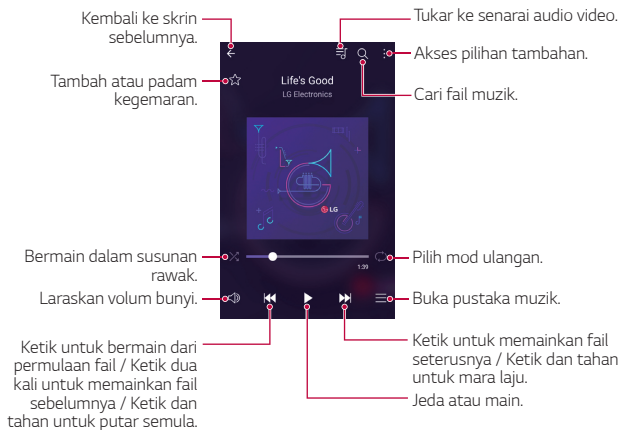 Kembali ke skrin
sebelumnya.
Tukar ke senarai audio video.
Akses pilihan tambahan.
Tambah atau padam
kegemaran.
Life's Good
LG Electronics
Cari fail muzik.
LG
Bermain dalam susunan
rawak.
1:39
Pilih mod ulangan.
Laraskan volum bunyi.
Buka pustaka muzik.
Ketik untuk bermain dari
permulaan fail / Ketik dua
kali untuk memainkan fail
sebelumnya / Ketik dan
tahan untuk putar semula.
Ketik untuk memainkan fail
seterusnya / Ketik dan tahan
untuk mara laju.
Jeda atau main.